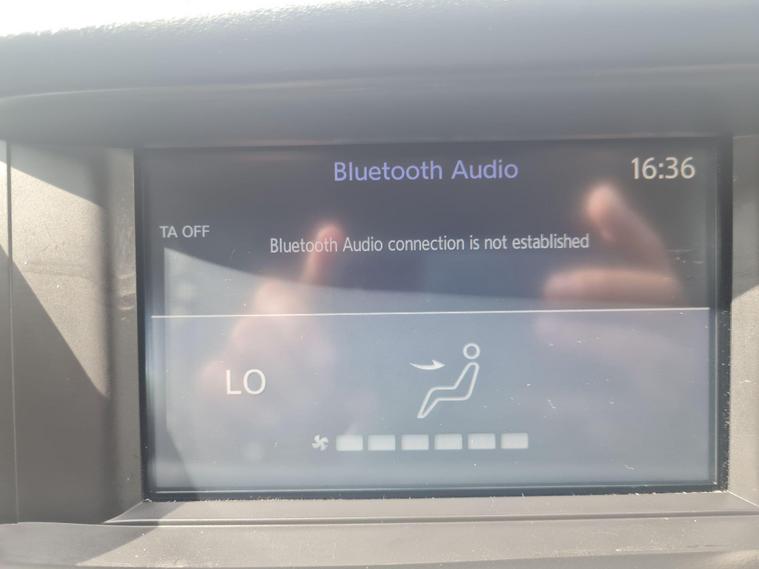 Bluetooth Audio 16:36
TA OFF
Bluetooth Audio connection is not established
LO